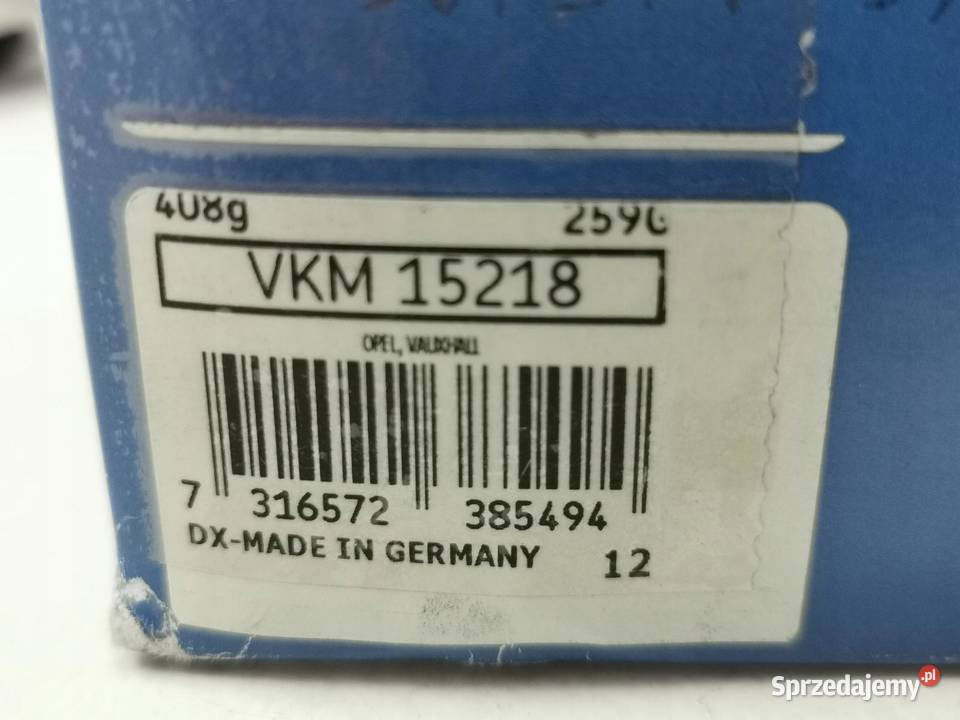 408g 259G
VKM 15218
OPEL, VAUXHALL
7 316572 385494
DX-MADE IN GERMANY 12
Sprzedajemy.pl